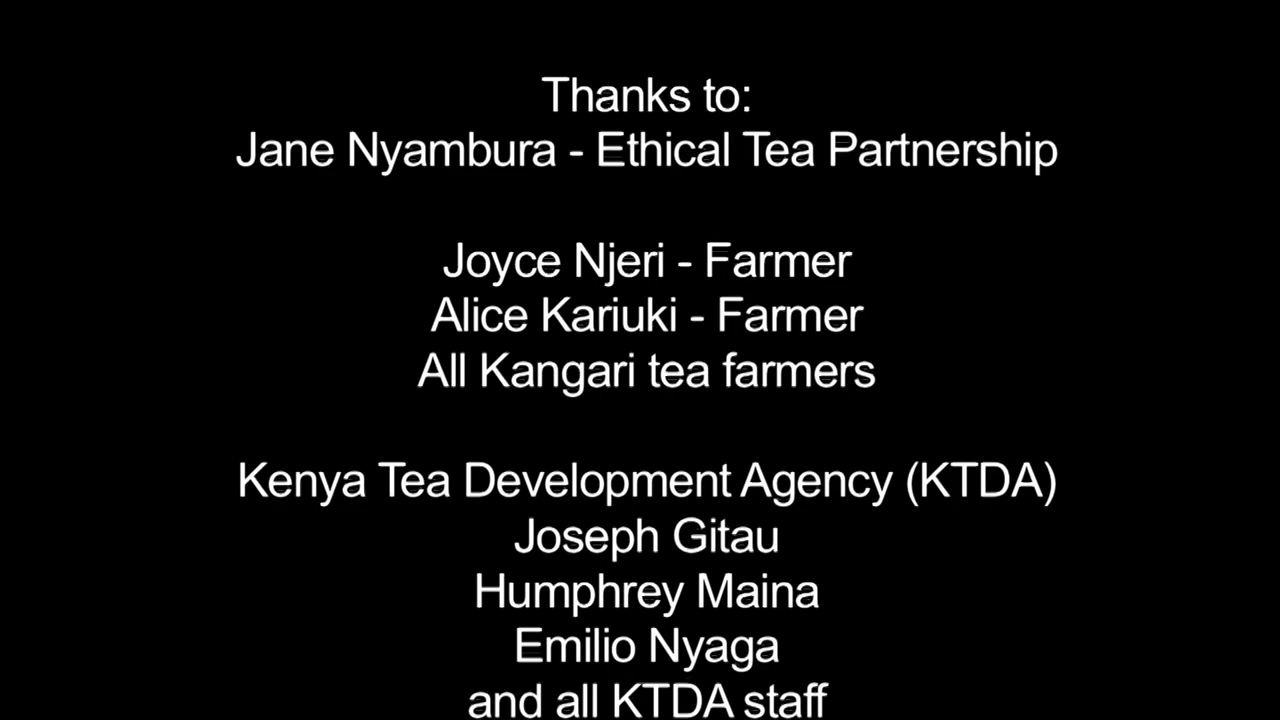 Thanks to:
Jane Nyambura - Ethical Tea Partnership
Joyce Njeri - Farmer
Alice Kariuki - Farmer
All Kangari tea farmers
Kenya Tea Development Agency (KTDA)
Joseph Gitau
Humphrey Maina
Emilio Nyaga
and all KTDA staff